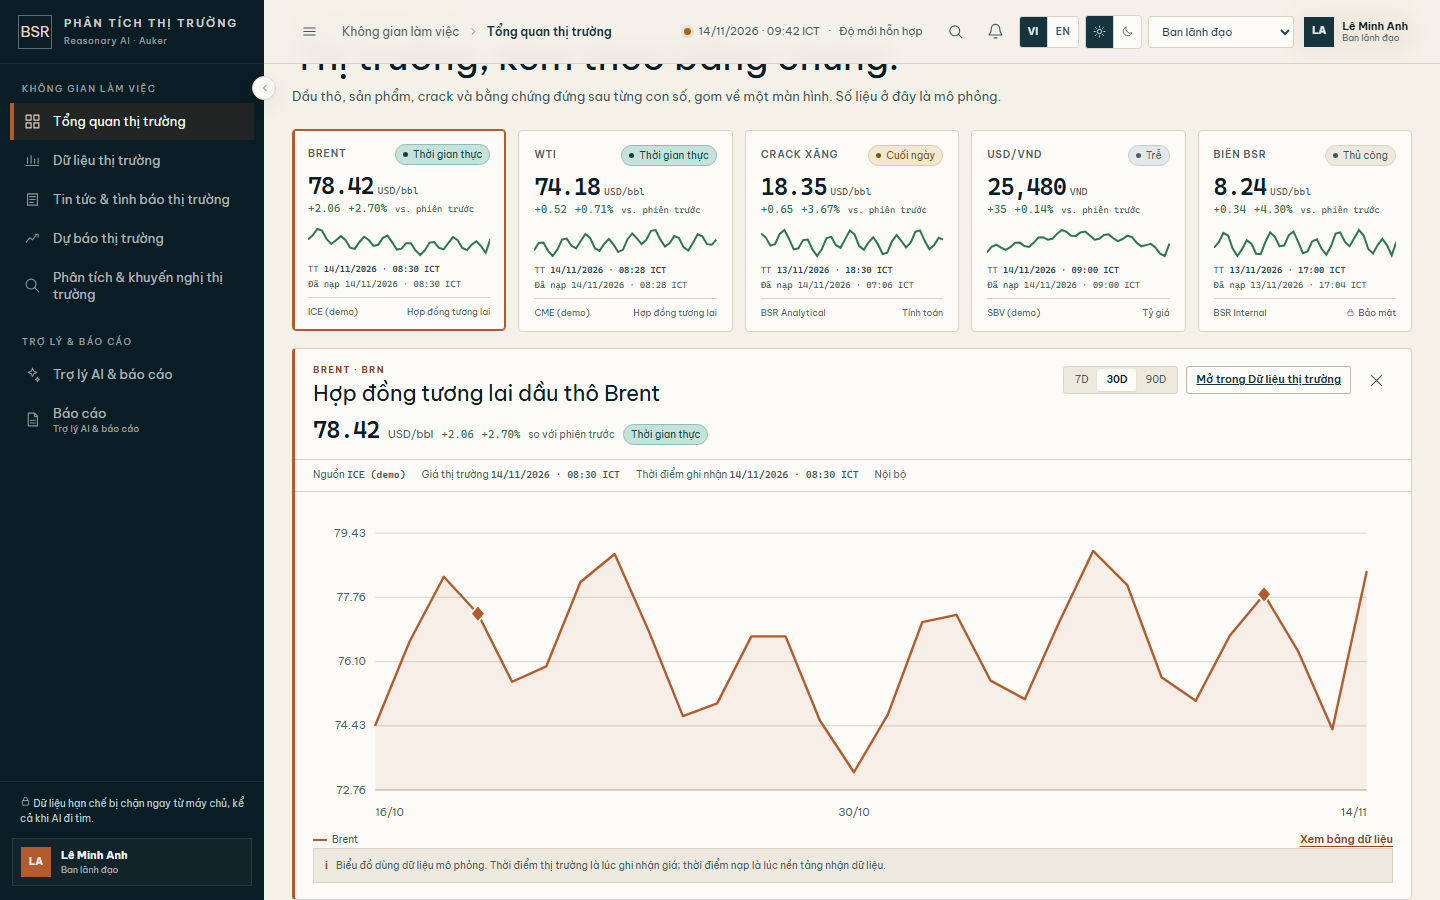 BSR
PHÂN TÍCH THỊ TRƯỜNG
Reasonary AI · Auker
KHÔNG GIAN LÀM VIỆC
Tổng quan thị trường
Dữ liệu thị trường
Tin tức & tình báo thị trường
Dự báo thị trường
Phân tích & khuyến nghị thị
trường
TRỢ LÝ & BÁO CÁO
Trợ lý AI & báo cáo
Báo cáo
Trợ lý AI & báo cáo
Dữ liệu hạn chế bị chặn ngay từ máy chủ, kể
cả khi AI đi tìm.
LA
Lê Minh Anh
Ban lãnh đạo
Không gian làm việc
Tổng quan thị trường
14/11/2026 · 09:42 ICT · Độ mới hỗn hợp
VI EN
Ban lãnh đạo
LA
Lê Minh Anh
Ban lãnh đạo
Thị trường, kèm theo bằng chứng.
Dầu thô, sản phẩm, crack và bằng chứng đứng sau từng con số, gom về một màn hình. Số liệu ở đây là mô phỏng.
BRENT Thời gian thực
78.42 USD/bbl
+2.06 +2.70% vs. phiên trước
TT 14/11/2026 · 08:30 ICT
Đã nạp 14/11/2026 · 08:30 ICT
ICE (demo) Hợp đồng tương lai
WTI Thời gian thực
74.18 USD/bbl
+0.52 +0.71% vs. phiên trước
TT 14/11/2026 · 08:28 ICT
Đã nạp 14/11/2026 · 08:28 ICT
CME (demo) Hợp đồng tương lai
CRACK XĂNG Cuối ngày
18.35 USD/bbl
+0.65 +3.67% vs. phiên trước
TT 13/11/2026 · 18:30 ICT
Đã nạp 14/11/2026 · 07:06 ICT
BSR Analytical Tính toán
USD/VND Trễ
25,480 VND
+35 +0.14% vs. phiên trước
TT 14/11/2026 · 09:00 ICT
Đã nạp 14/11/2026 · 09:00 ICT
SBV (demo) Tỷ giá
BIÊN BSR Thủ công
8.24 USD/bbl
+0.34 +4.30% vs. phiên trước
TT 13/11/2026 · 17:00 ICT
Đã nạp 13/11/2026 · 17:04 ICT
BSR Internal Bảo mật
BRENT · BRN
Hợp đồng tương lai dầu thô Brent
7D 30D 90D
Mở trong Dữ liệu thị trường
78.42 USD/bbl +2.06 +2.70% so với phiên trước Thời gian thực
Nguồn ICE (demo) Giá thị trường 14/11/2026 · 08:30 ICT Thời điểm ghi nhận 14/11/2026 · 08:30 ICT Nội bộ
79.43
77.76
76.10
74.43
72.76
16/10 30/10 14/11
Brent
Xem bảng dữ liệu
i Biểu đồ dùng dữ liệu mô phỏng. Thời điểm thị trường là lúc ghi nhận giá; thời điểm nạp là lúc nền tảng nhận dữ liệu.